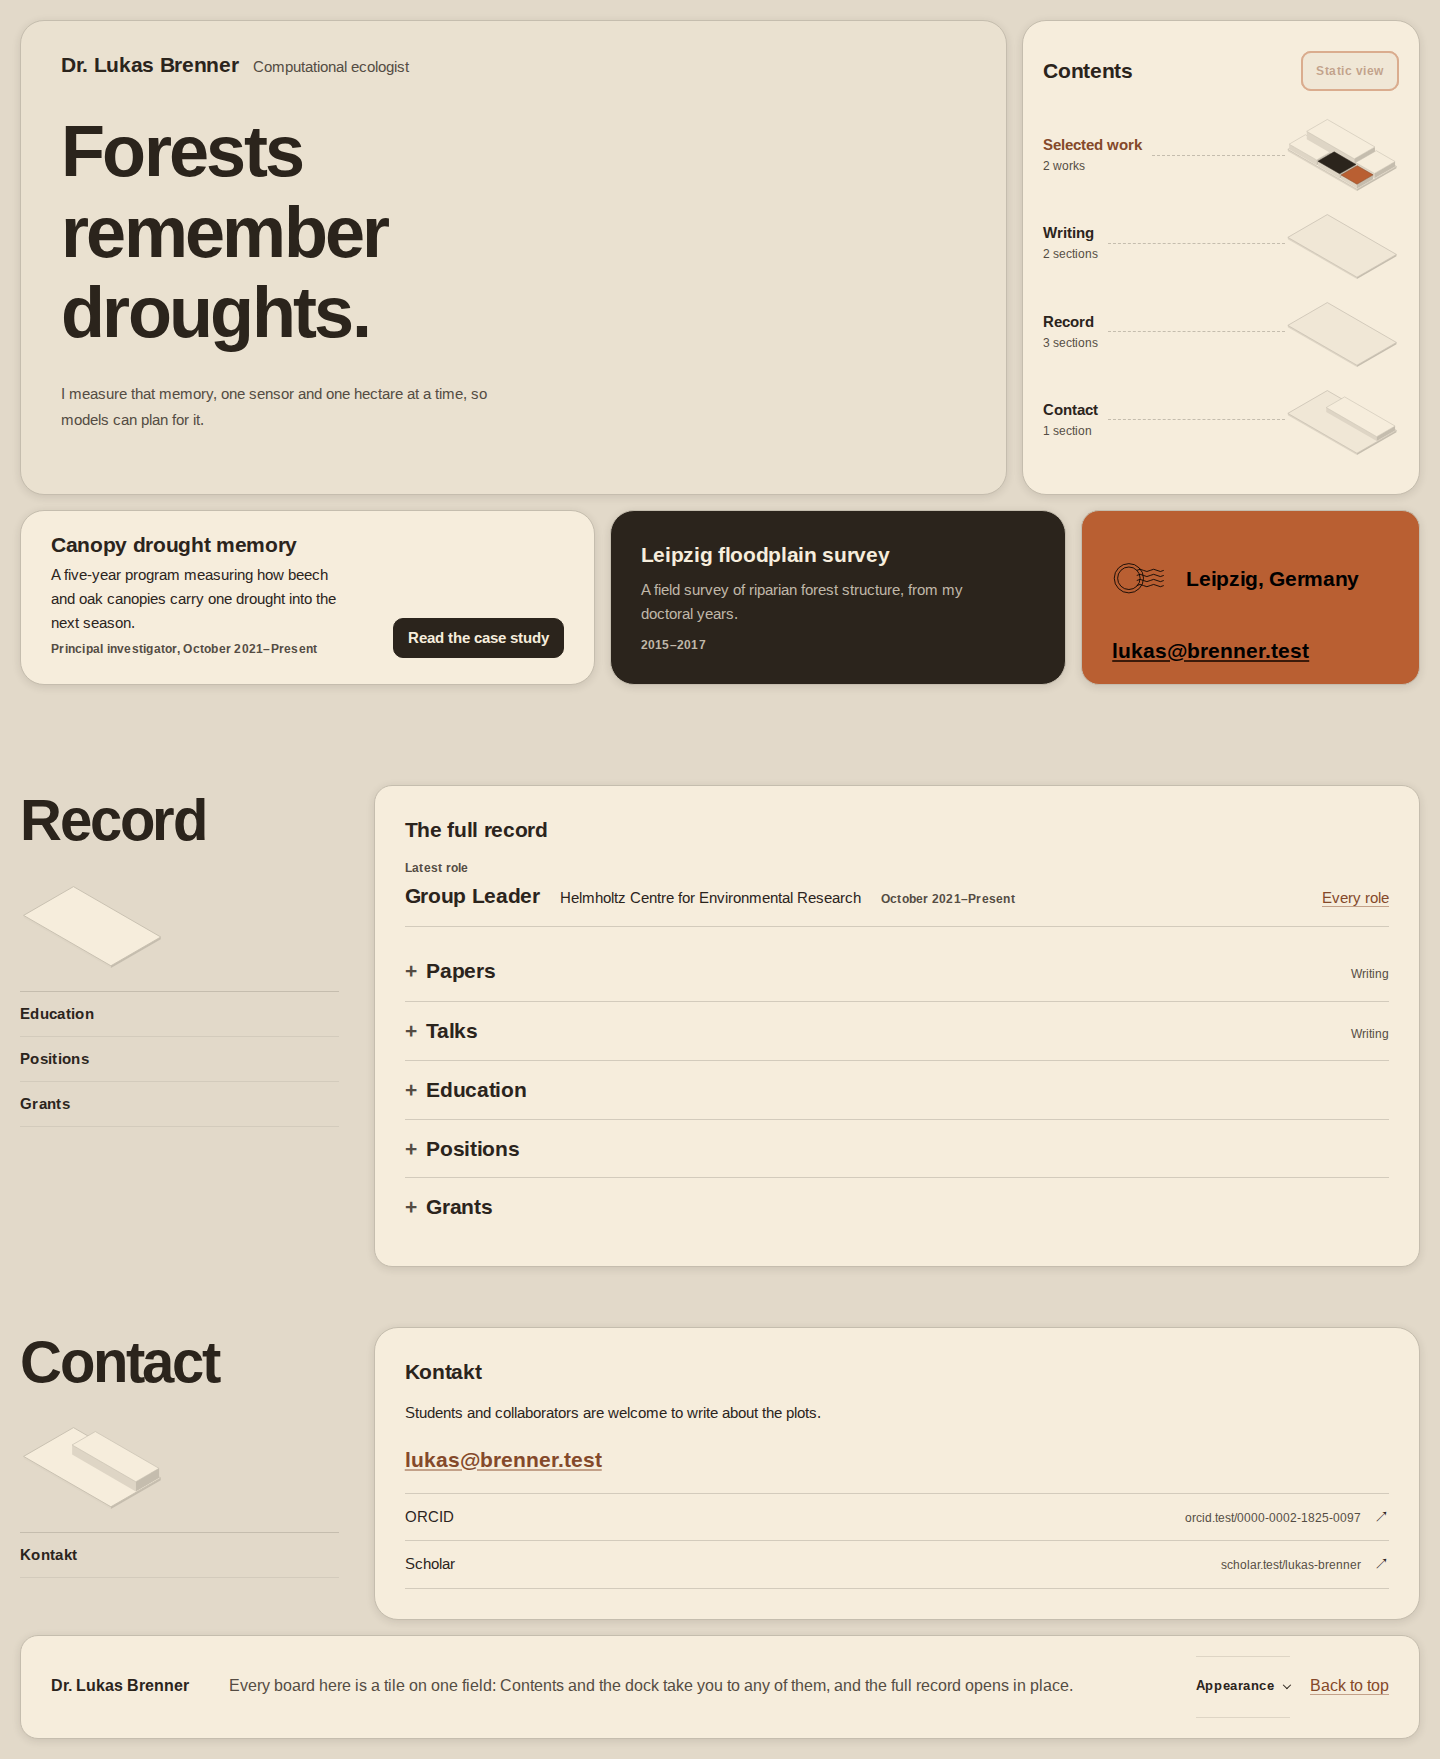 Dr. Lukas Brenner Computational ecologist
Forests
remember
droughts.
I measure that memory, one sensor and one hectare at a time, so
models can plan for it.
Contents
Static view
Selected work
2 works
Writing
2 sections
Record
3 sections
Contact
1 section
Canopy drought memory
A five-year program measuring how beech
and oak canopies carry one drought into the
next season.
Principal investigator, October 2021–Present
Read the case study
Leipzig floodplain survey
A field survey of riparian forest structure, from my
doctoral years.
2015–2017
Leipzig, Germany
lukas@brenner.test
Record
Education
Positions
Grants
The full record
Latest role
Group Leader Helmholtz Centre for Environmental Research October 2021–Present Every role
+ Papers Writing
+ Talks Writing
+ Education
+ Positions
+ Grants
Contact
Kontakt
Kontakt
Students and collaborators are welcome to write about the plots.
lukas@brenner.test
ORCID orcid.test/0000-0002-1825-0097 ↗
Scholar scholar.test/lukas-brenner ↗
Dr. Lukas Brenner Every board here is a tile on one field: Contents and the dock take you to any of them, and the full record opens in place. Appearance Back to top